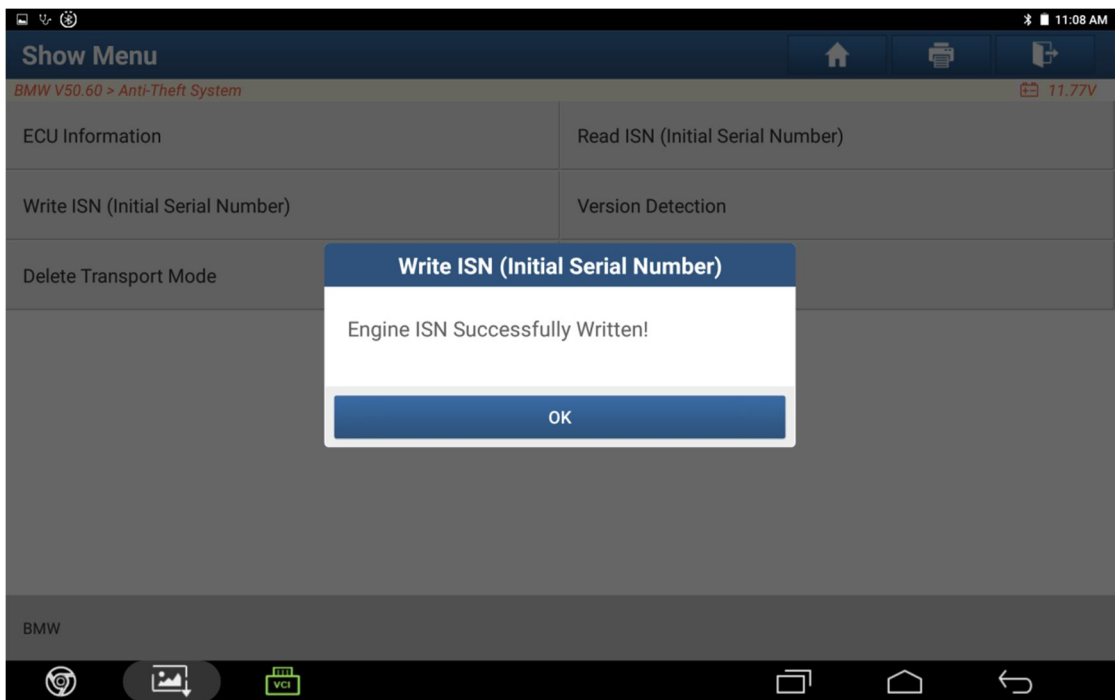 11:08 AM
Show Menu
BMW V50.60 > Anti-Theft System
11.77V
ECU Information
Read ISN (Initial Serial Number)
Write ISN (Initial Serial Number)
Version Detection
Delete Transport Mode
Write ISN (Initial Serial Number)
Engine ISN Successfully Written!
OK
BMW
VCI